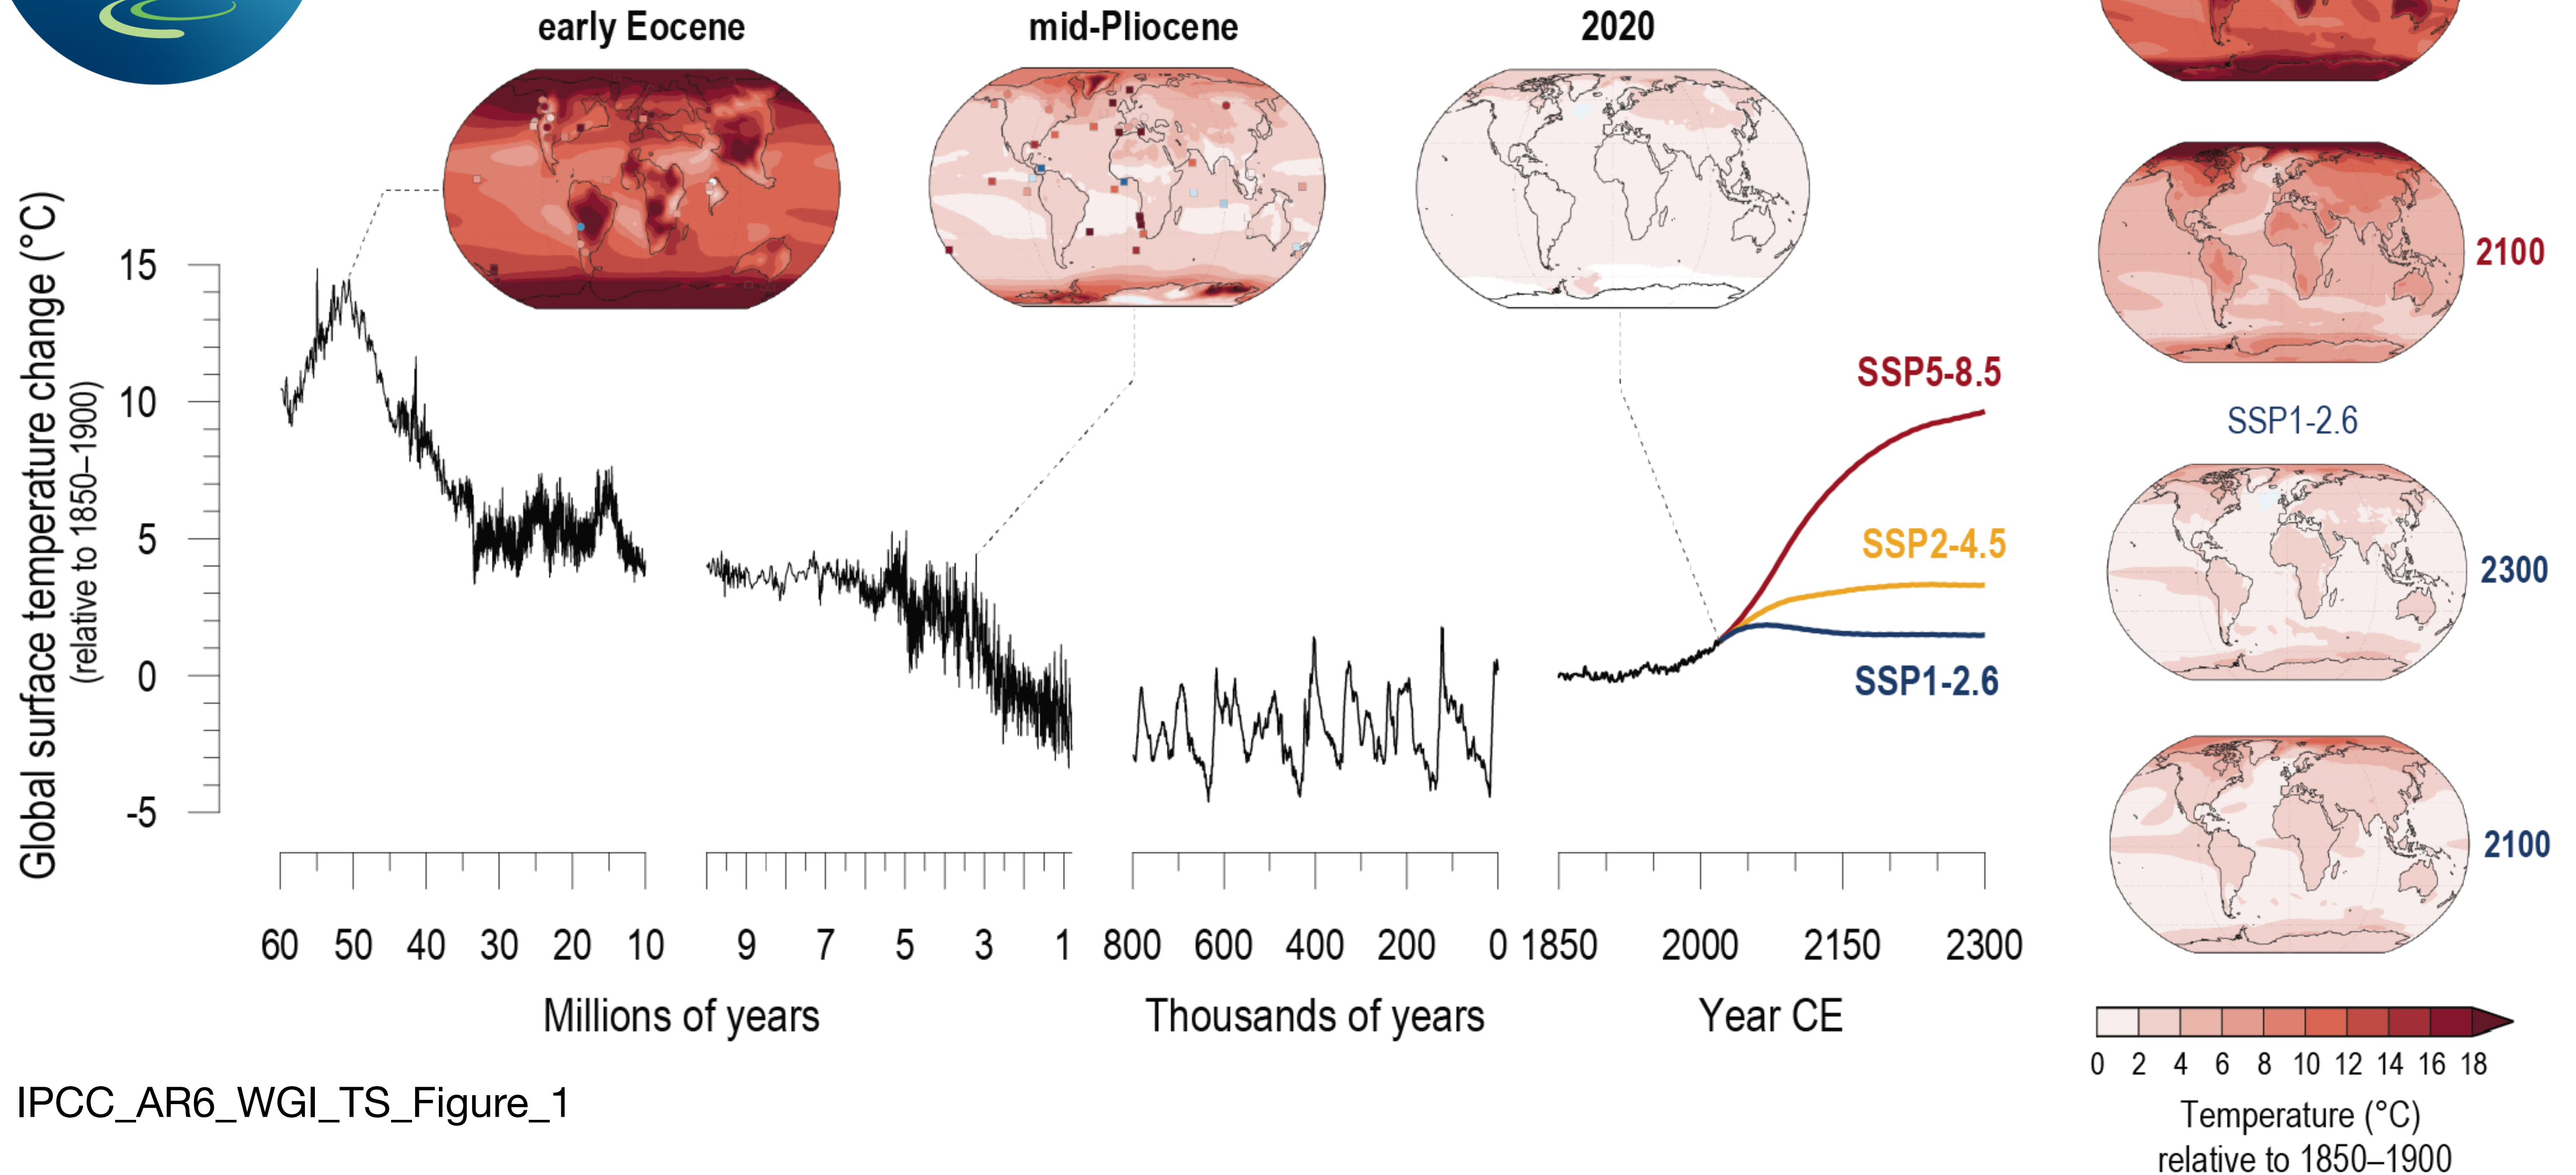 early Eocene
mid-Pliocene
2020
Global surface temperature change (°C)
(relative to 1850–1900)
15
10
5
0
-5
SSP5-8.5
SSP2-4.5
SSP1-2.6
2100
SSP1-2.6
2300
2100
60 50 40 30 20 10
9 7 5 3 1
800 600 400 200 0
1850 2000 2150 2300
Millions of years
Thousands of years
Year CE
0 2 4 6 8 10 12 14 16 18
Temperature (°C)
relative to 1850–1900
IPCC_AR6_WGI_TS_Figure_1